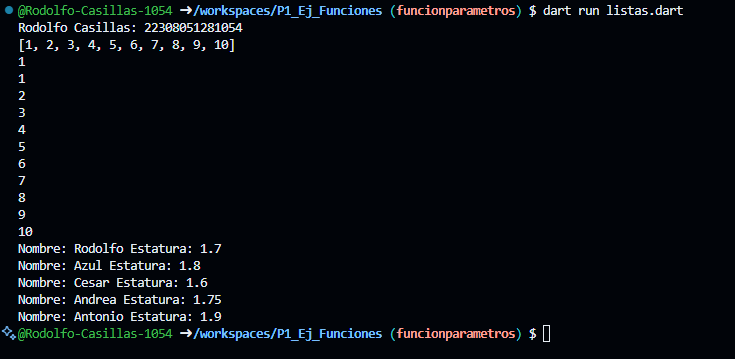 @Rodolfo-Casillas-1054 ➜/workspaces/P1_Ej_Funciones (funcionparametros) $ dart run listas.dart
Rodolfo Casillas: 22308051281054
[1, 2, 3, 4, 5, 6, 7, 8, 9, 10]
1
1
2
3
4
5
6
7
8
9
10
Nombre: Rodolfo Estatura: 1.7
Nombre: Azul Estatura: 1.8
Nombre: Cesar Estatura: 1.6
Nombre: Andrea Estatura: 1.75
Nombre: Antonio Estatura: 1.9
@Rodolfo-Casillas-1054 ➜/workspaces/P1_Ej_Funciones (funcionparametros) $